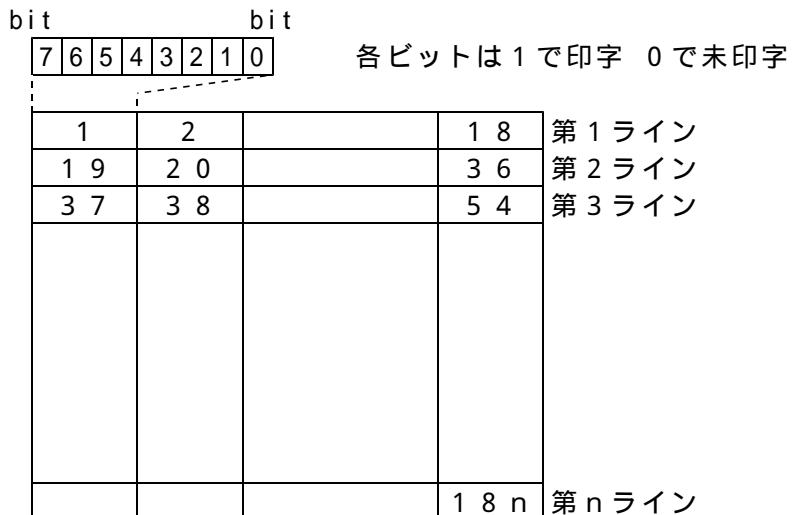 bit bit
7 6 5 4 3 2 1 0 各ビットは1で印字 0で未印字
1 2 18 第1ライン
19 20 36 第2ライン
37 38 54 第3ライン
18n 第nライン